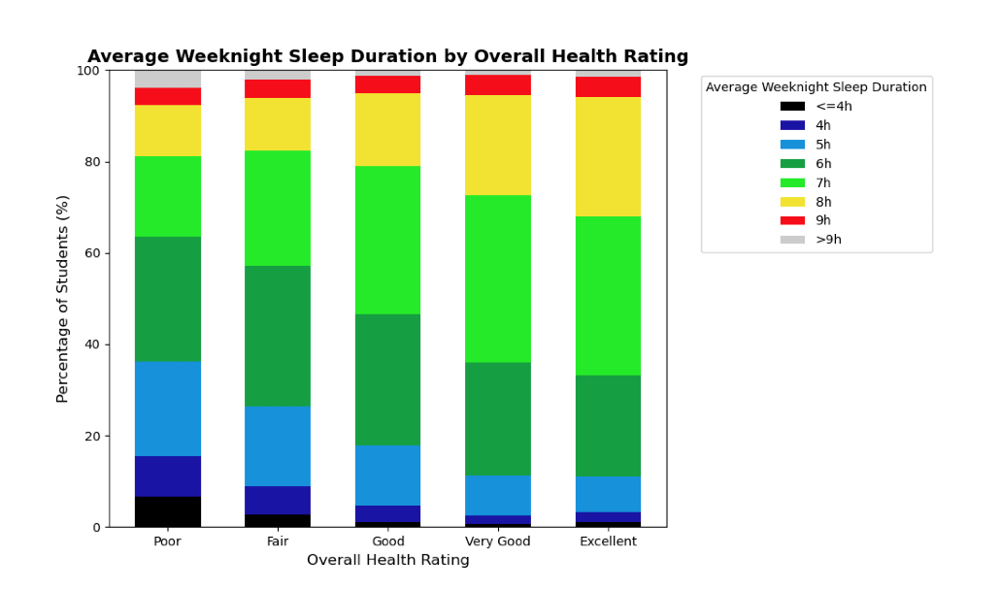 Average Weeknight Sleep Duration by Overall Health Rating
Percentage of Students (%)
100
80
60
40
20
0
Poor
Fair
Good
Very Good
Excellent
Overall Health Rating
Average Weeknight Sleep Duration
<=4h
4h
5h
6h
7h
8h
9h
>9h